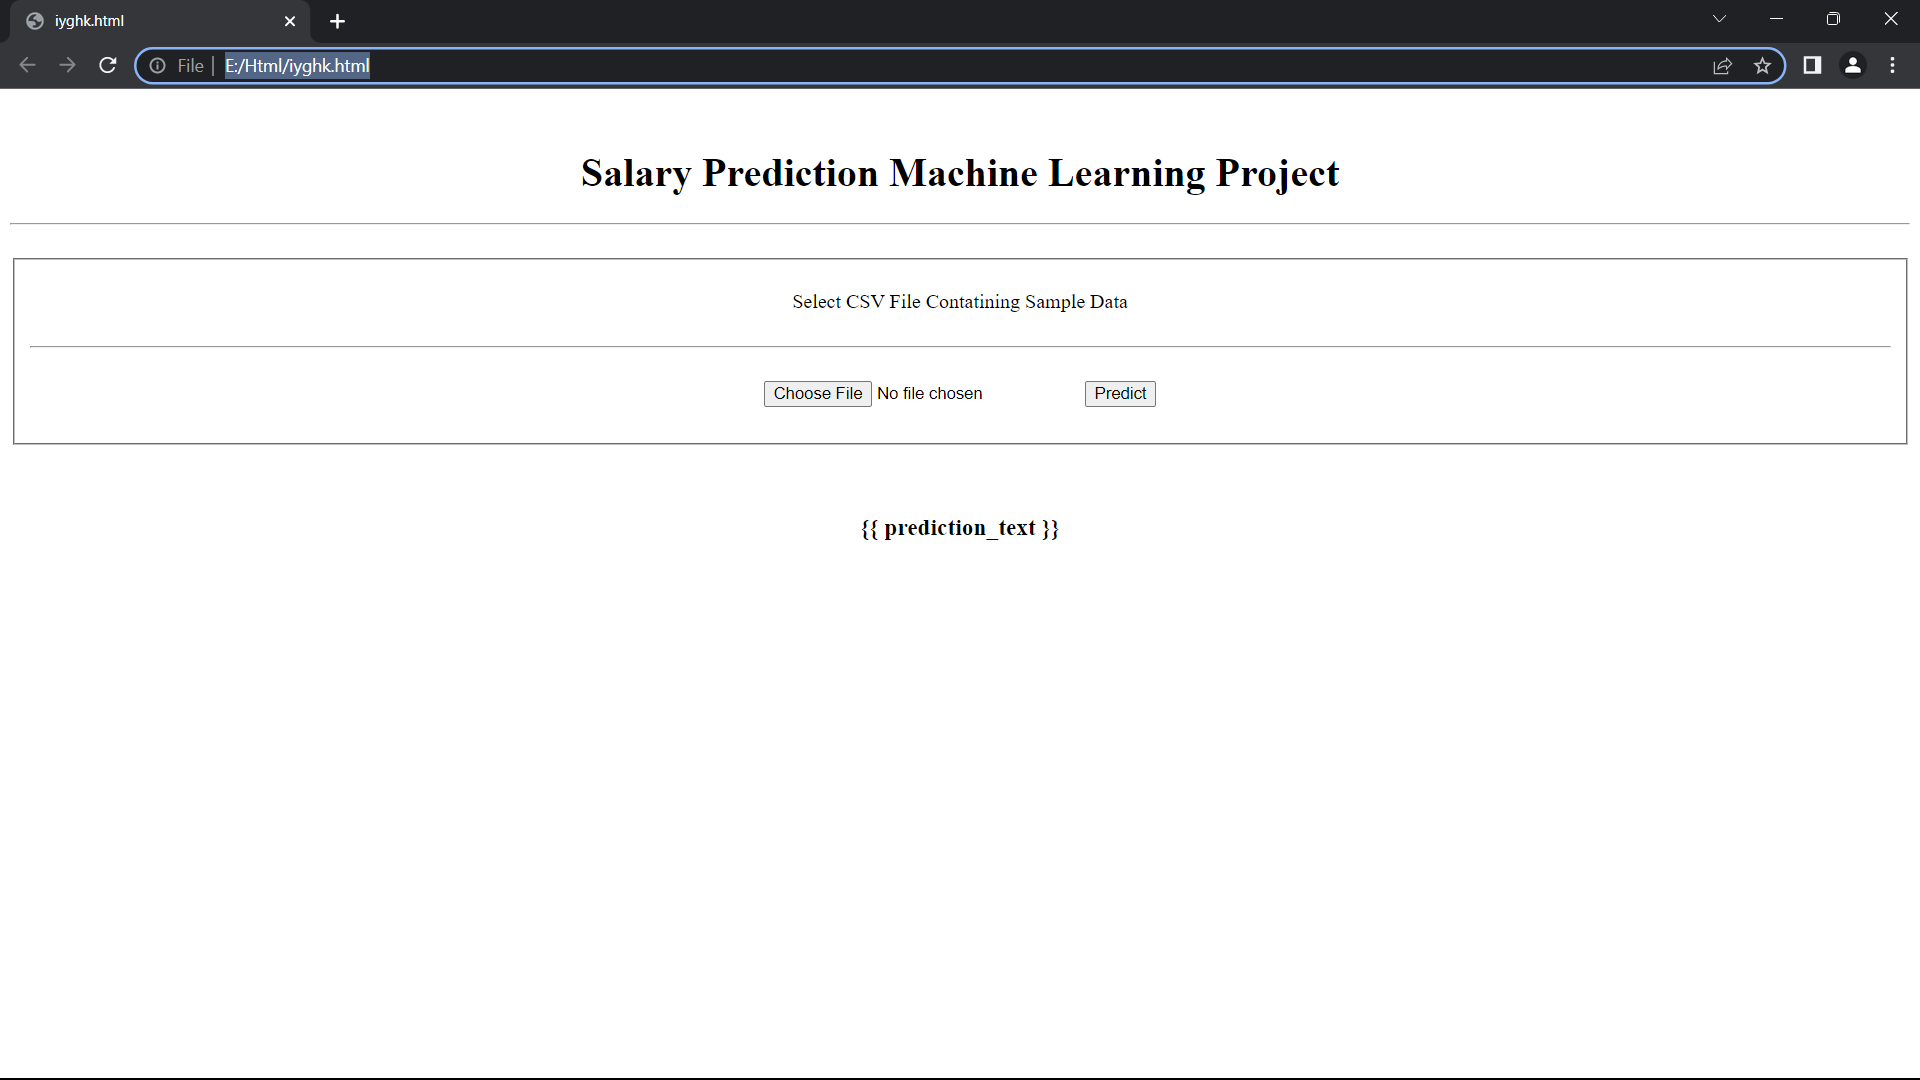 iyghk.html
File | E:/Html/iyghk.html
Salary Prediction Machine Learning Project
Select CSV File Contatining Sample Data
Choose File No file chosen Predict
{{ prediction_text }}